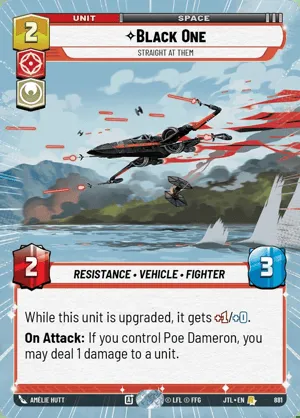 UNIT SPACE
2
✧BLACK ONE
STRAIGHT AT THEM
2
3
RESISTANCE • VEHICLE • FIGHTER
While this unit is upgraded, it gets +1/+0.
On Attack: If you control Poe Dameron, you
may deal 1 damage to a unit.
AMÉLIE HUTT © LFL © FFG JTL • EN 881